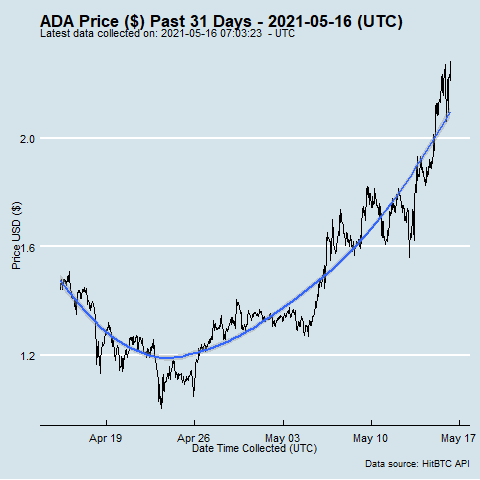 ADA Price ($) Past 31 Days - 2021-05-16 (UTC)
Latest data collected on: 2021-05-16 07:03:23 - UTC
2.0
1.6
1.2
Price USD ($)
Apr 19 Apr 26 May 03 May 10 May 17
Date Time Collected (UTC)
Data source: HitBTC API